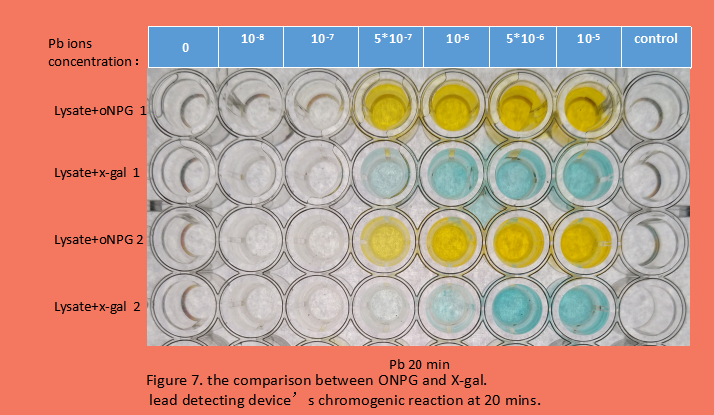 Pb ions
concentration：
0 10⁻⁸ 10⁻⁷ 5*10⁻⁷ 10⁻⁶ 5*10⁻⁶ 10⁻⁵ control
Lysate+oNPG 1
Lysate+x-gal 1
Lysate+oNPG 2
Lysate+x-gal 2
Pb 20 min
Figure 7. the comparison between ONPG and X-gal.
lead detecting device’s chromogenic reaction at 20 mins.